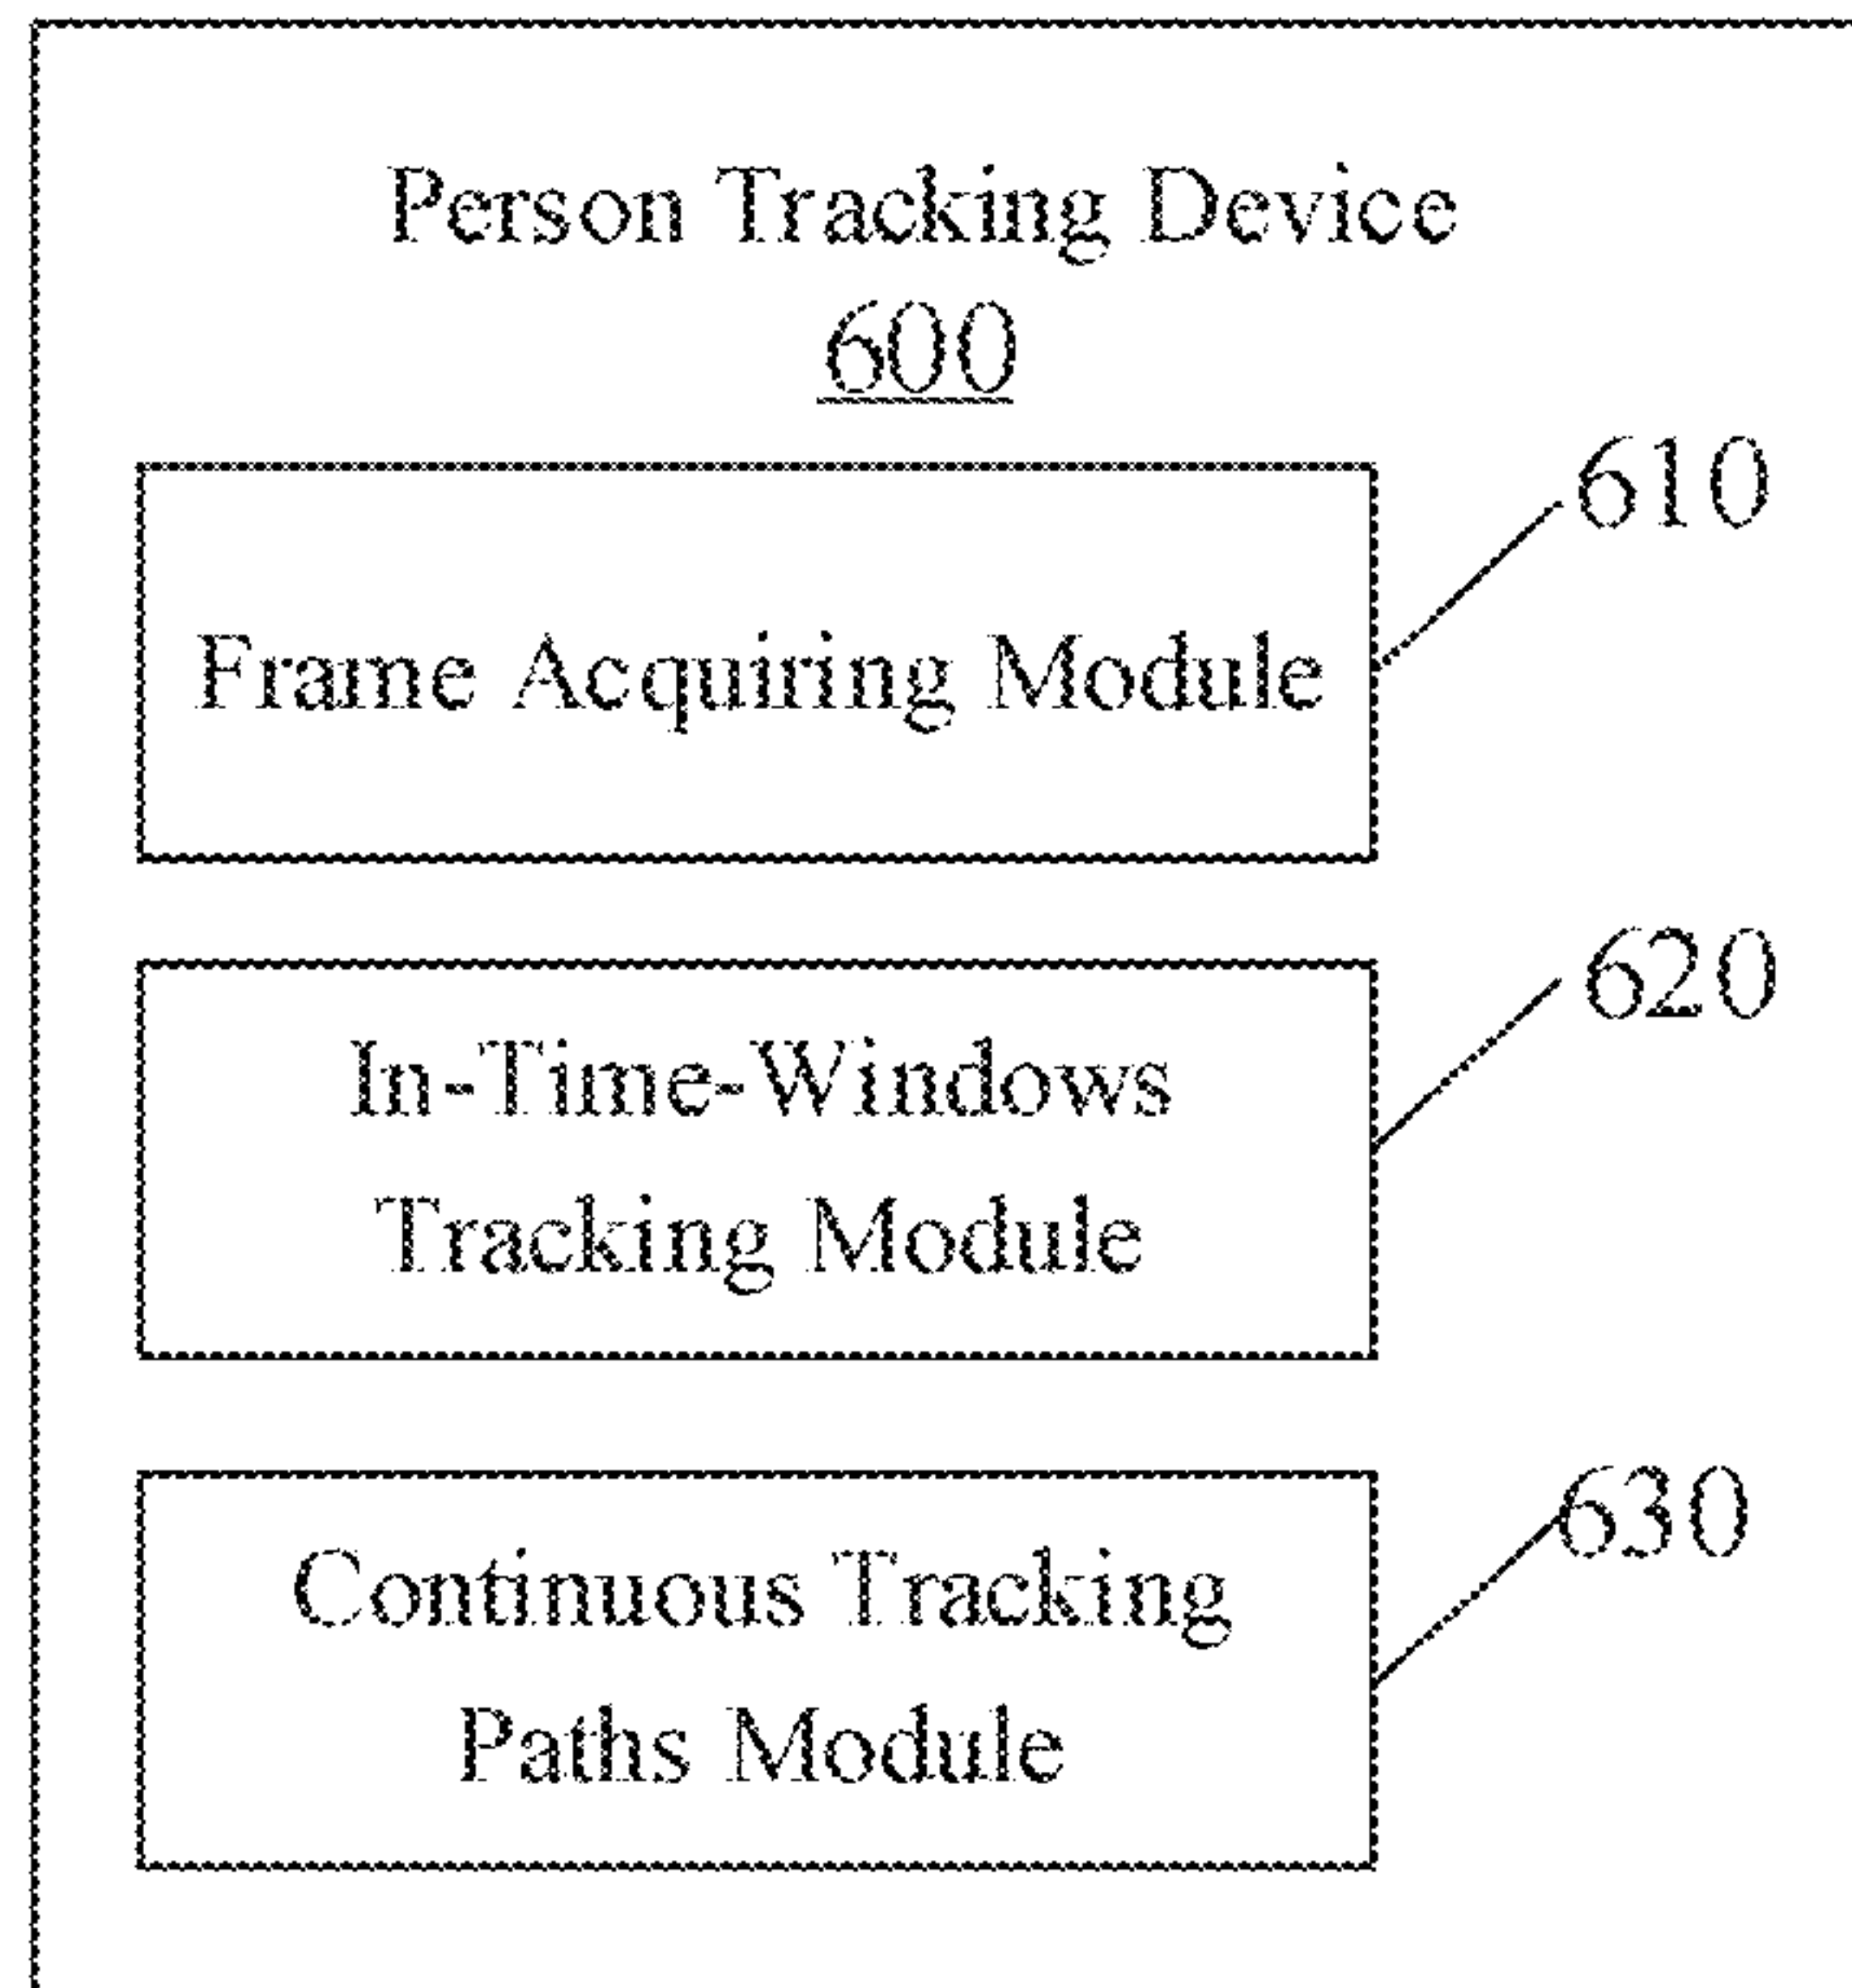 Person Tracking Device
600
610
Frame Acquiring Module
620
In-Time-Windows
Tracking Module
630
Continuous Tracking
Paths Module